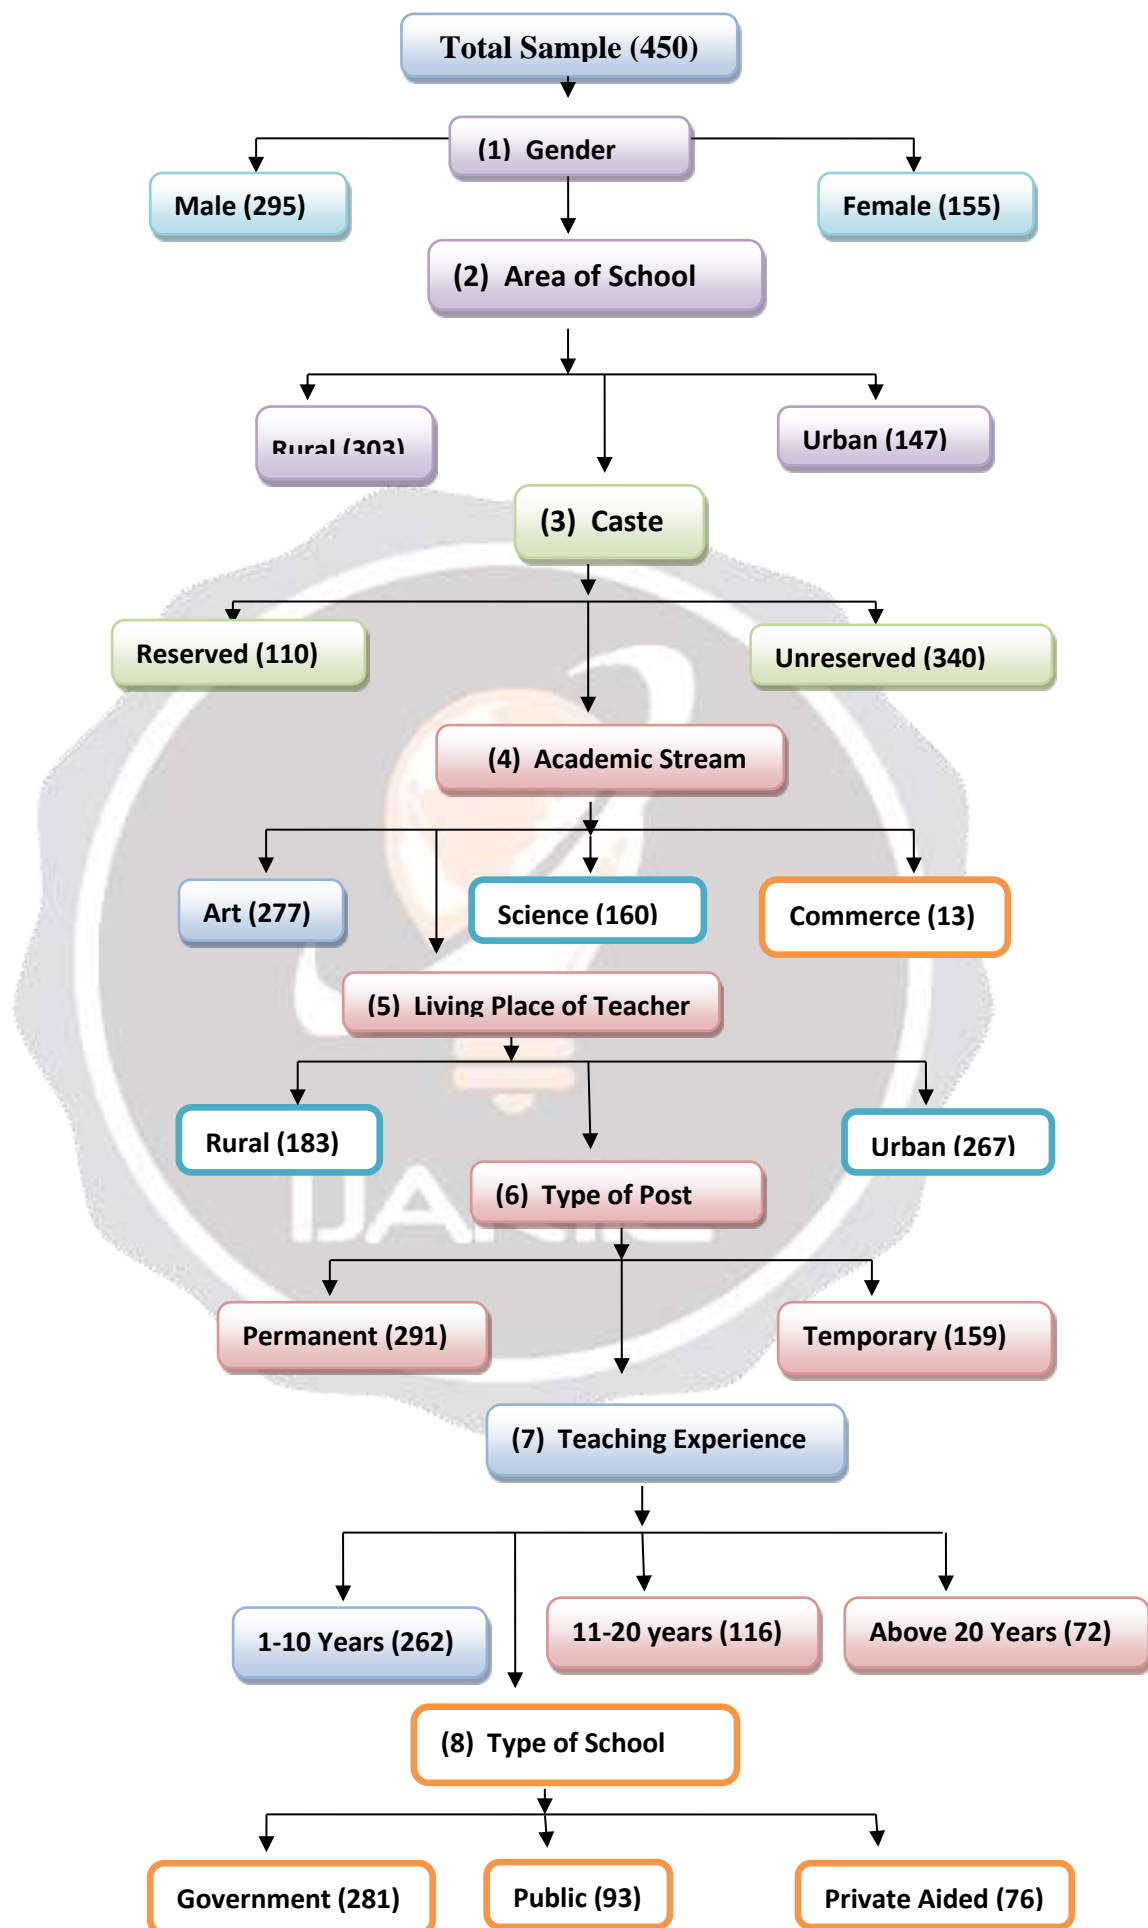 Total Sample (450)
(1) Gender
Male (295)
Female (155)
(2) Area of School
Rural (303)
Urban (147)
(3) Caste
Reserved (110)
Unreserved (340)
(4) Academic Stream
Art (277)
Science (160)
Commerce (13)
(5) Living Place of Teacher
Rural (183)
Urban (267)
(6) Type of Post
IJARIIE
Permanent (291)
Temporary (159)
(7) Teaching Experience
1-10 Years (262)
11-20 years (116)
Above 20 Years (72)
(8) Type of School
Government (281)
Public (93)
Private Aided (76)